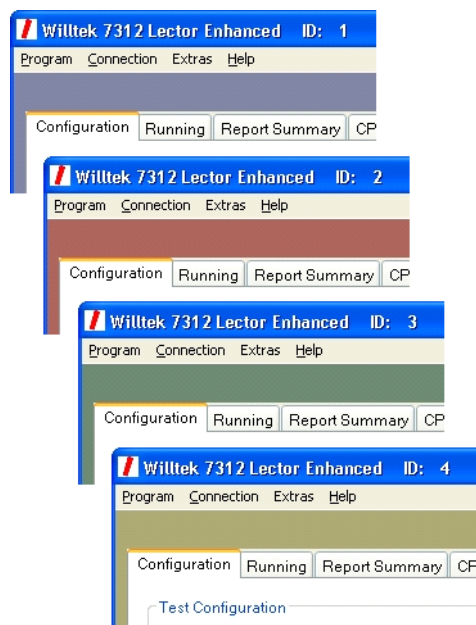 Willtek 7312 Lector Enhanced ID: 1
Program Connection Extras Help
Configuration Running Report Summary CP
Willtek 7312 Lector Enhanced ID: 2
Program Connection Extras Help
Configuration Running Report Summary CP
Willtek 7312 Lector Enhanced ID: 3
Program Connection Extras Help
Configuration Running Report Summary CP
Willtek 7312 Lector Enhanced ID: 4
Program Connection Extras Help
Configuration Running Report Summary CP
Test Configuration